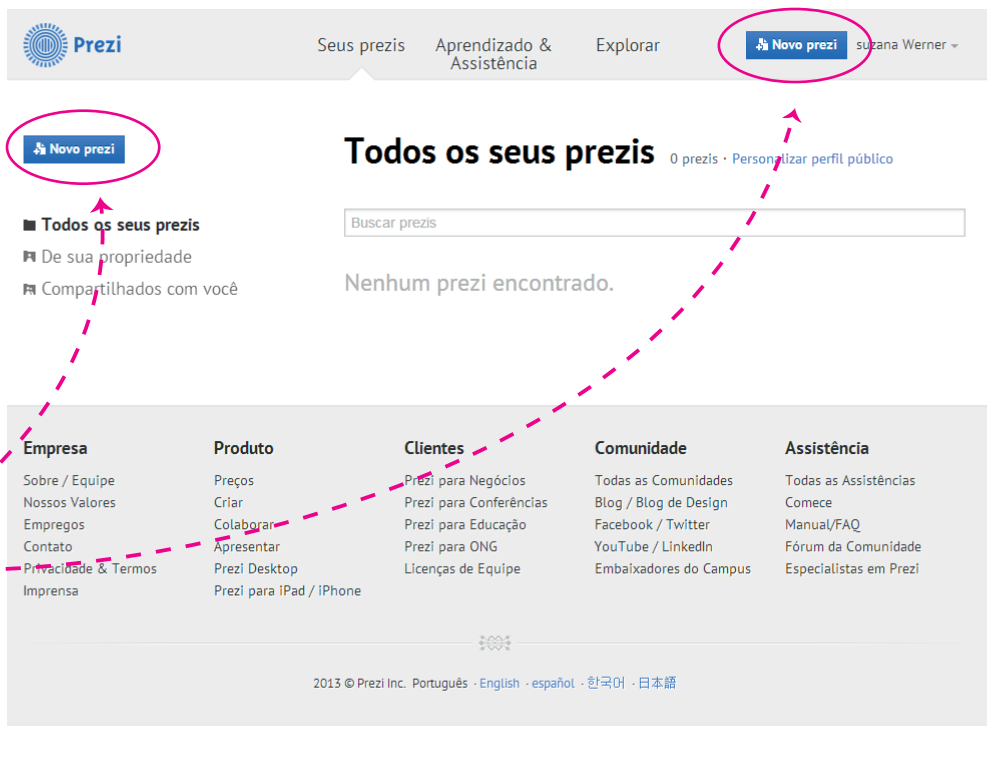 Prezi
Seus prezis
Aprendizado &
Assistência
Explorar
Novo prezi
suzana Werner
Novo prezi
Todos os seus prezis
0 prezis · Personalizar perfil público
Todos os seus prezis
De sua propriedade
Compartilhados com você
Buscar prezis
Nenhum prezi encontrado.
Empresa
Sobre / Equipe
Nossos Valores
Empregos
Contato
Privacidade & Termos
Imprensa
Produto
Preços
Criar
Colaborar
Apresentar
Prezi Desktop
Prezi para iPad / iPhone
Clientes
Prezi para Negócios
Prezi para Conferências
Prezi para Educação
Prezi para ONG
Licenças de Equipe
Comunidade
Todas as Comunidades
Blog / Blog de Design
Facebook / Twitter
YouTube / LinkedIn
Embaixadores do Campus
Assistência
Todas as Assistências
Comece
Manual/FAQ
Fórum da Comunidade
Especialistas em Prezi
2013 © Prezi Inc. Português · English · español · 한국어 · 日本語